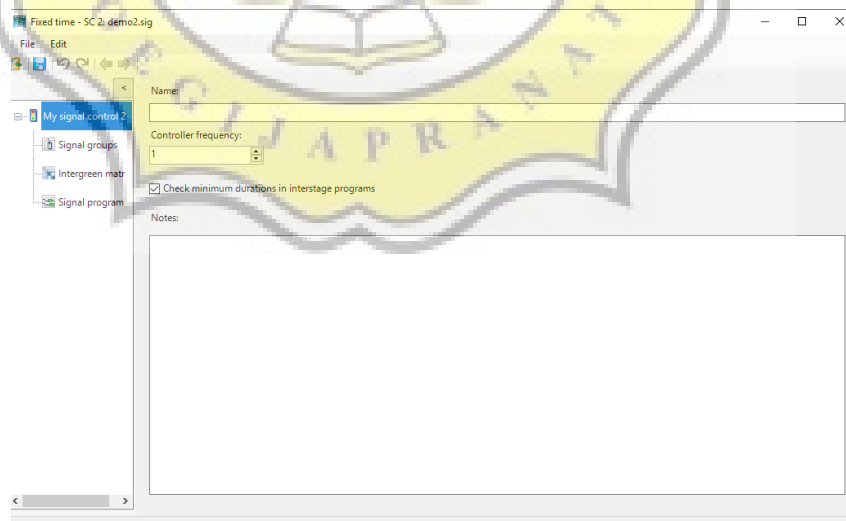 Fixed time - SC 2: demo2.sig
File Edit
Name:
My signal control 2
Controller frequency:
Signal groups
1
Intergreen matr
Check minimum durations in interstage programs
Signal program
Notes:
GIJAPRANAT